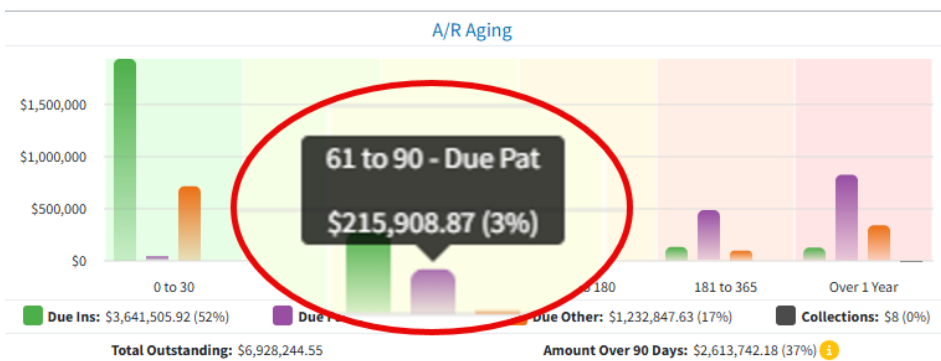 A/R Aging
$1,500,000
$1,000,000
$500,000
$0
61 to 90 - Due Pat
$215,908.87 (3%)
0 to 30
180
181 to 365
Over 1 Year
Due Ins: $3,641,505.92 (52%)
Due
Due Other: $1,232,847.63 (17%)
Collections: $8 (0%)
Total Outstanding: $6,928,244.55
Amount Over 90 Days: $2,613,742.18 (37%) i